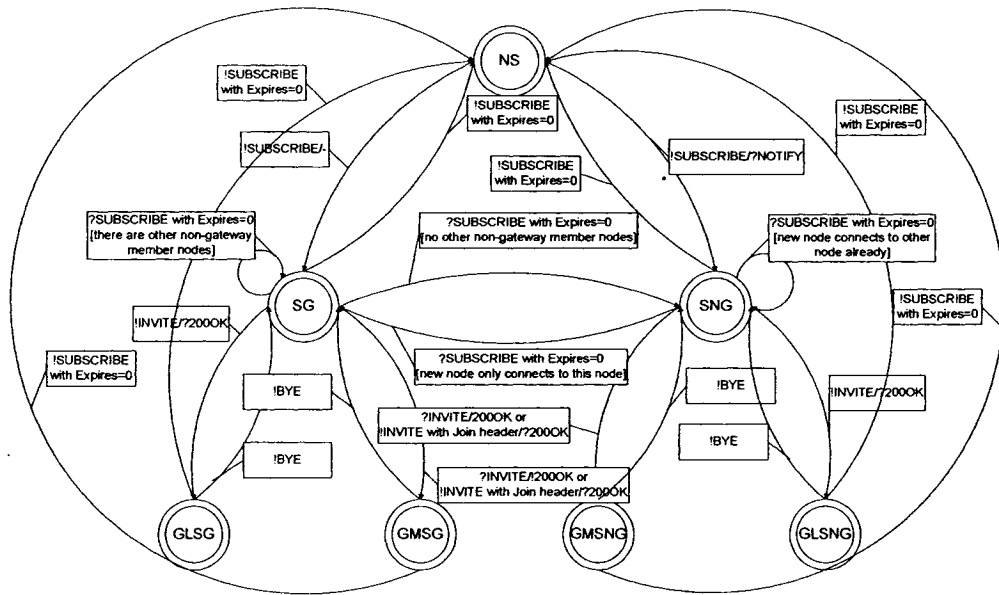 NS
!SUBSCRIBE
with Expires=0
!SUBSCRIBE
with Expires=0
!SUBSCRIBE
with Expires=0
!SUBSCRIBE/-
!SUBSCRIBE
with Expires=0
!SUBSCRIBE/?NOTIFY
?SUBSCRIBE with Expires=0
[there are other non-gateway
member nodes]
?SUBSCRIBE with Expires=0
[no other non-gateway member nodes]
?SUBSCRIBE with Expires=0
[new node connects to other
node already]
SG
SNG
!INVITE/?200OK
!SUBSCRIBE
with Expires=0
!SUBSCRIBE
with Expires=0
?SUBSCRIBE with Expires=0
[new node only connects to this node]
!BYE
!BYE
!INVITE/?200OK
?INVITE/200OK or
!INVITE with Join header/?200OK
!BYE
!BYE
?INVITE/!200OK or
!INVITE with Join header/?200OK
GLSG
GMSG
GMSNG
GLSNG